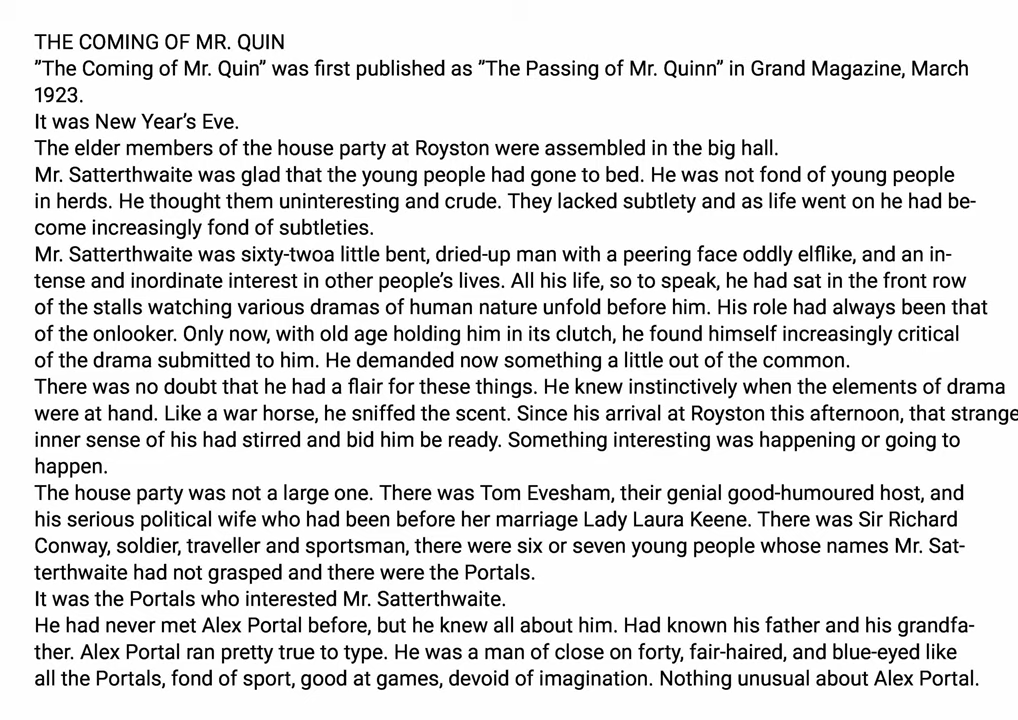 THE COMING OF MR. QUIN
”The Coming of Mr. Quin” was first published as ”The Passing of Mr. Quinn” in Grand Magazine, March
1923.
It was New Year’s Eve.
The elder members of the house party at Royston were assembled in the big hall.
Mr. Satterthwaite was glad that the young people had gone to bed. He was not fond of young people
in herds. He thought them uninteresting and crude. They lacked subtlety and as life went on he had be-
come increasingly fond of subtleties.
Mr. Satterthwaite was sixty-twoa little bent, dried-up man with a peering face oddly elflike, and an in-
tense and inordinate interest in other people’s lives. All his life, so to speak, he had sat in the front row
of the stalls watching various dramas of human nature unfold before him. His role had always been that
of the onlooker. Only now, with old age holding him in its clutch, he found himself increasingly critical
of the drama submitted to him. He demanded now something a little out of the common.
There was no doubt that he had a flair for these things. He knew instinctively when the elements of drama
were at hand. Like a war horse, he sniffed the scent. Since his arrival at Royston this afternoon, that strange
inner sense of his had stirred and bid him be ready. Something interesting was happening or going to
happen.
The house party was not a large one. There was Tom Evesham, their genial good-humoured host, and
his serious political wife who had been before her marriage Lady Laura Keene. There was Sir Richard
Conway, soldier, traveller and sportsman, there were six or seven young people whose names Mr. Sat-
terthwaite had not grasped and there were the Portals.
It was the Portals who interested Mr. Satterthwaite.
He had never met Alex Portal before, but he knew all about him. Had known his father and his grandfa-
ther. Alex Portal ran pretty true to type. He was a man of close on forty, fair-haired, and blue-eyed like
all the Portals, fond of sport, good at games, devoid of imagination. Nothing unusual about Alex Portal.